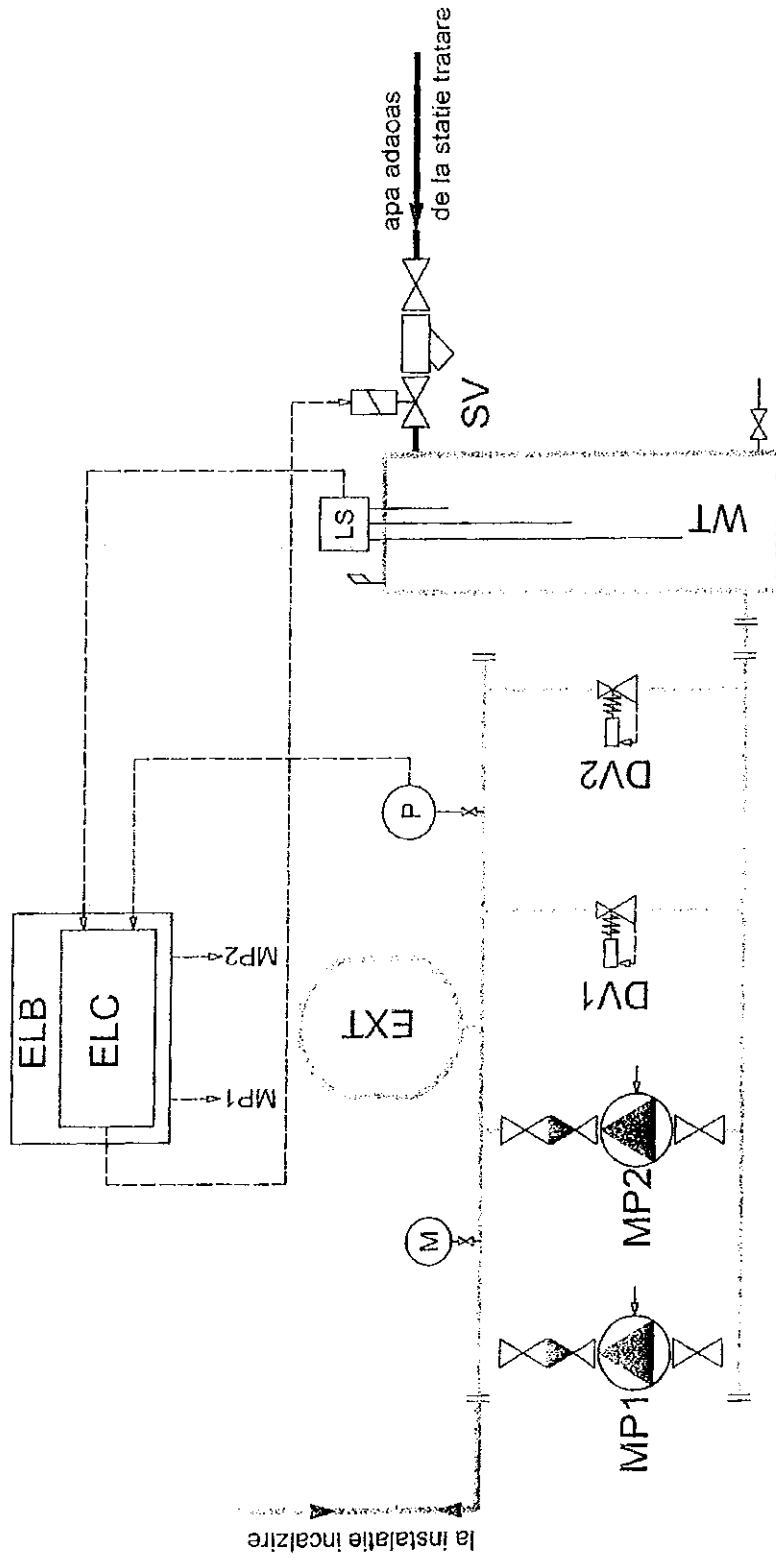 apa adaoas
de la statie tratare
SV
LS
WT
P
DV2
ELB
ELC
MP2
MP1
EXT
DV1
M
MP2
MP1
la instalatie incalzire